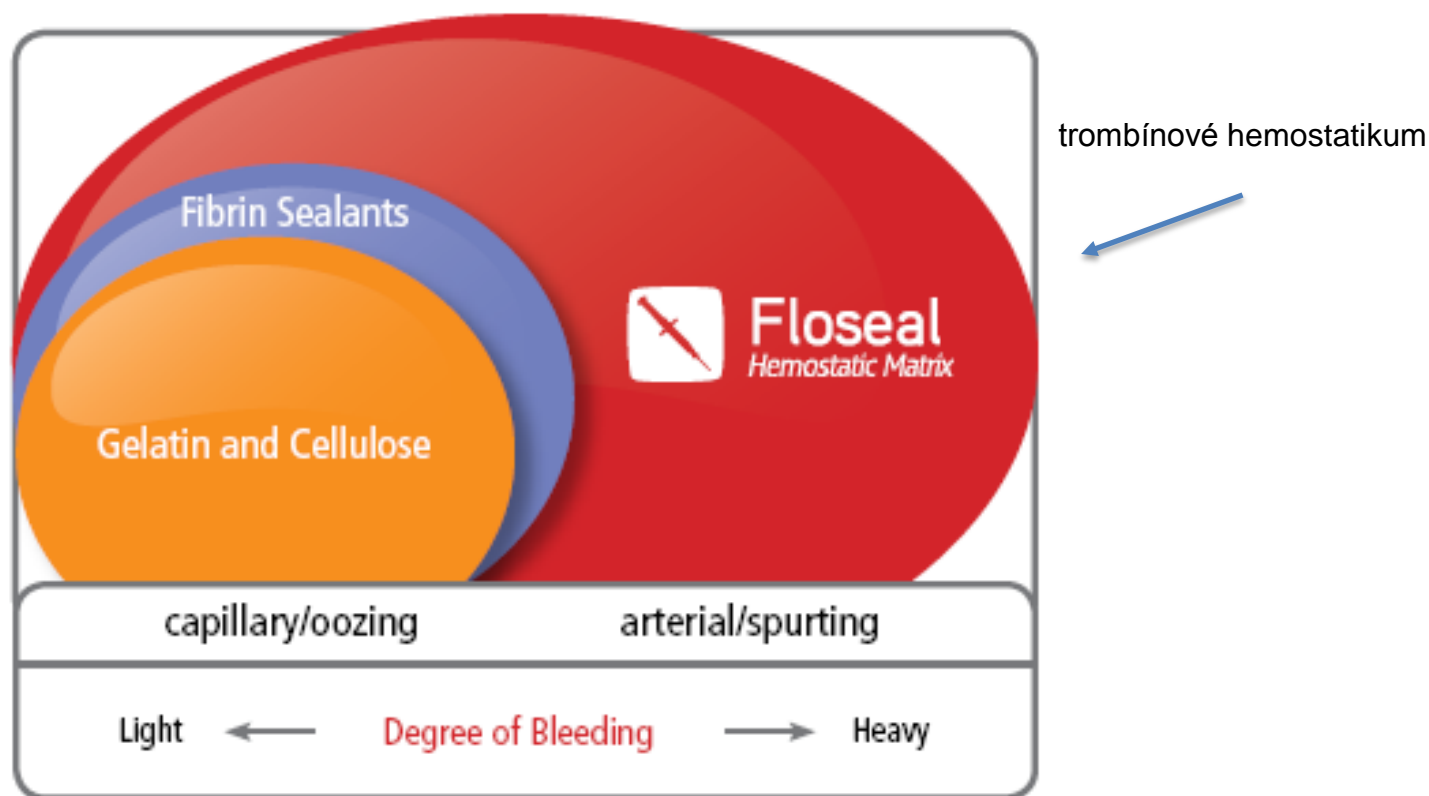 trombínové hemostatikum
Fibrin Sealants
Floseal
Hemostatic Matrix
Gelatin and Cellulose
capillary/oozing
arterial/spurting
Light
Degree of Bleeding
Heavy